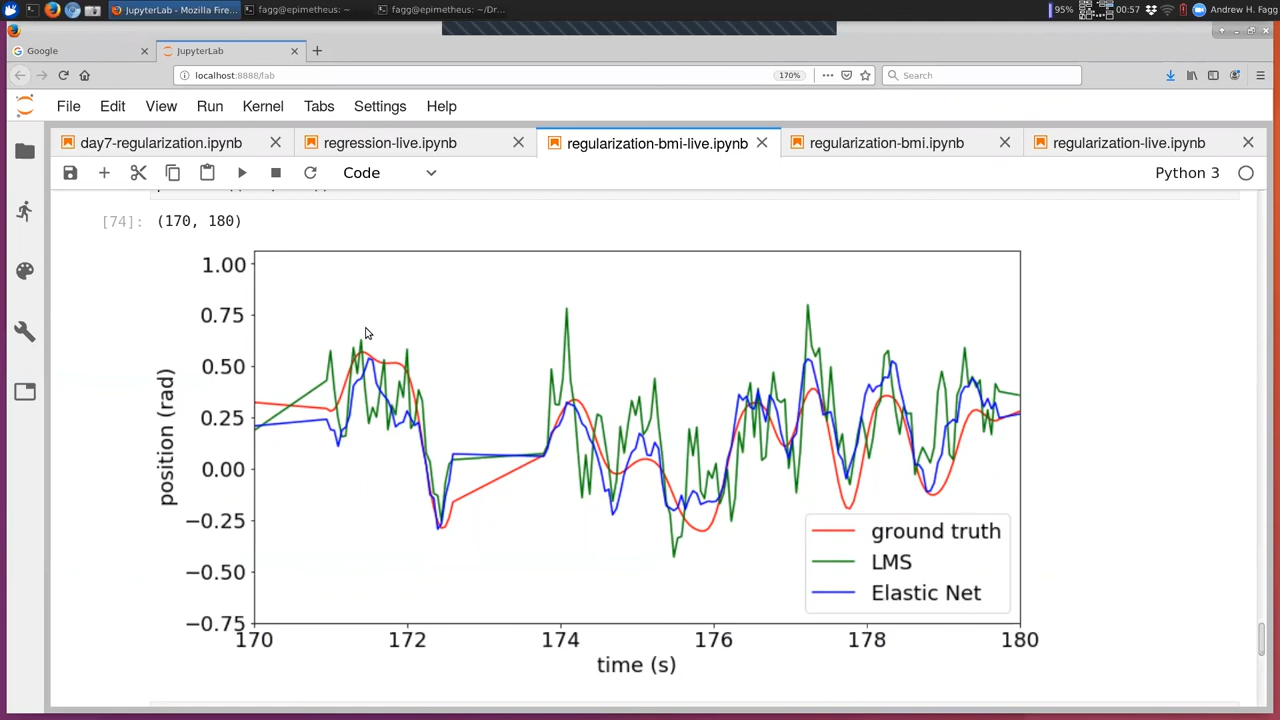 JupyterLab - Mozilla Fire...
fagg@epimetheus: ~
fagg@epimetheus: ~/Dr...
95%
00:57
Andrew H. Fagg
Google
JupyterLab
localhost:8888/lab
170%
Search
File Edit View Run Kernel Tabs Settings Help
day7-regularization.ipynb
regression-live.ipynb
regularization-bmi-live.ipynb
regularization-bmi.ipynb
regularization-live.ipynb
Code
Python 3
[74]: (170, 180)
1.00
0.75
0.50
0.25
0.00
−0.25
−0.50
−0.75
position (rad)
ground truth
LMS
Elastic Net
170 172 174 176 178 180
time (s)